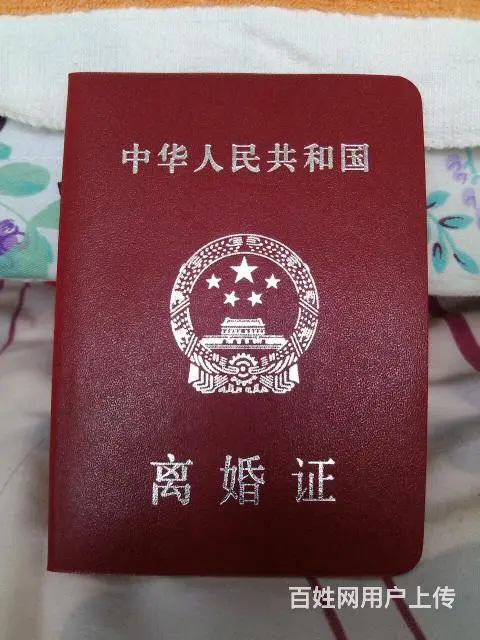 中华人民共和国
离婚证
百姓网用户上传